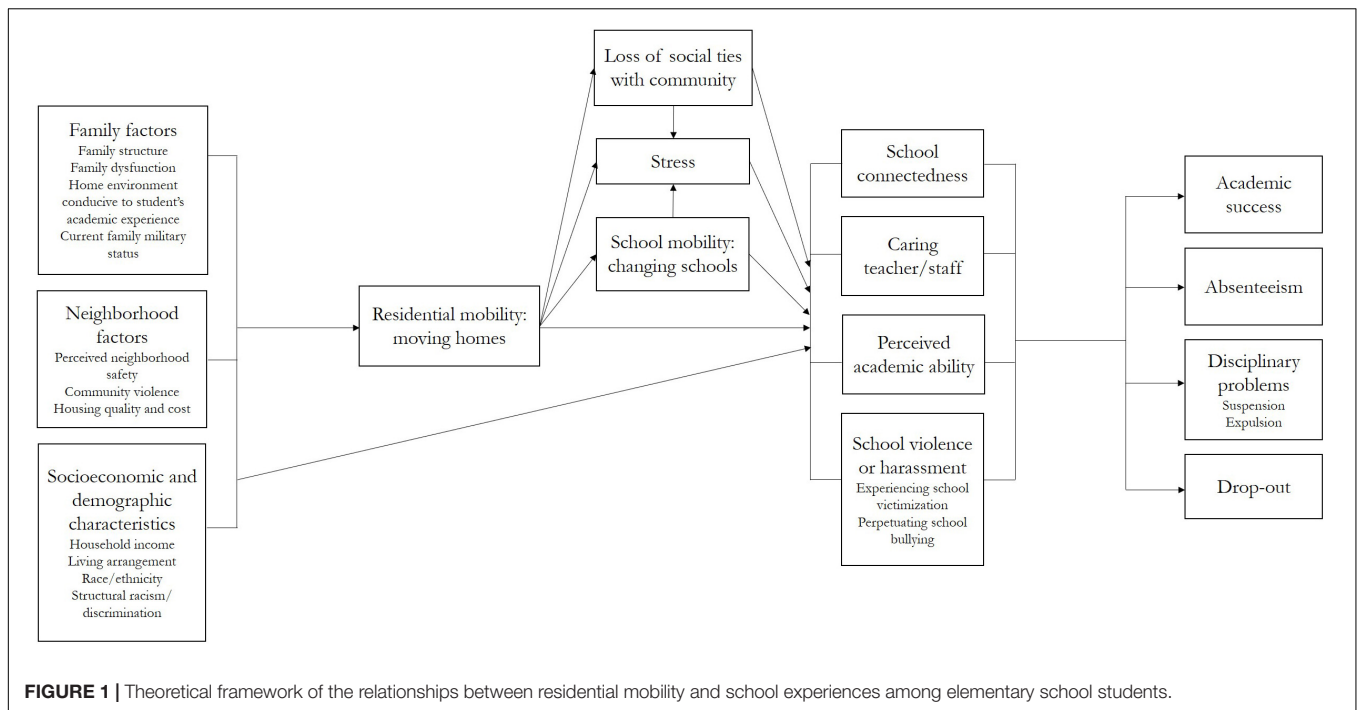 Family factors
Family structure
Family dysfunction
Home environment
conducive to student's
academic experience
Current family military
status
Neighborhood
factors
Perceived neighborhood
safety
Community violence
Housing quality and cost
Socioeconomic and
demographic
characteristics
Household income
Living arrangement
Race/ethnicity
Structural racism/
discrimination
Residential mobility:
moving homes
Loss of social ties
with community
Stress
School mobility:
changing schools
School
connectedness
Caring
teacher/staff
Perceived
academic ability
School violence
or harassment
Experiencing school
victimization
Perpetuating school
bullying
Academic
success
Absenteeism
Disciplinary
problems
Suspension
Expulsion
Drop-out
FIGURE 1 | Theoretical framework of the relationships between residential mobility and school experiences among elementary school students.